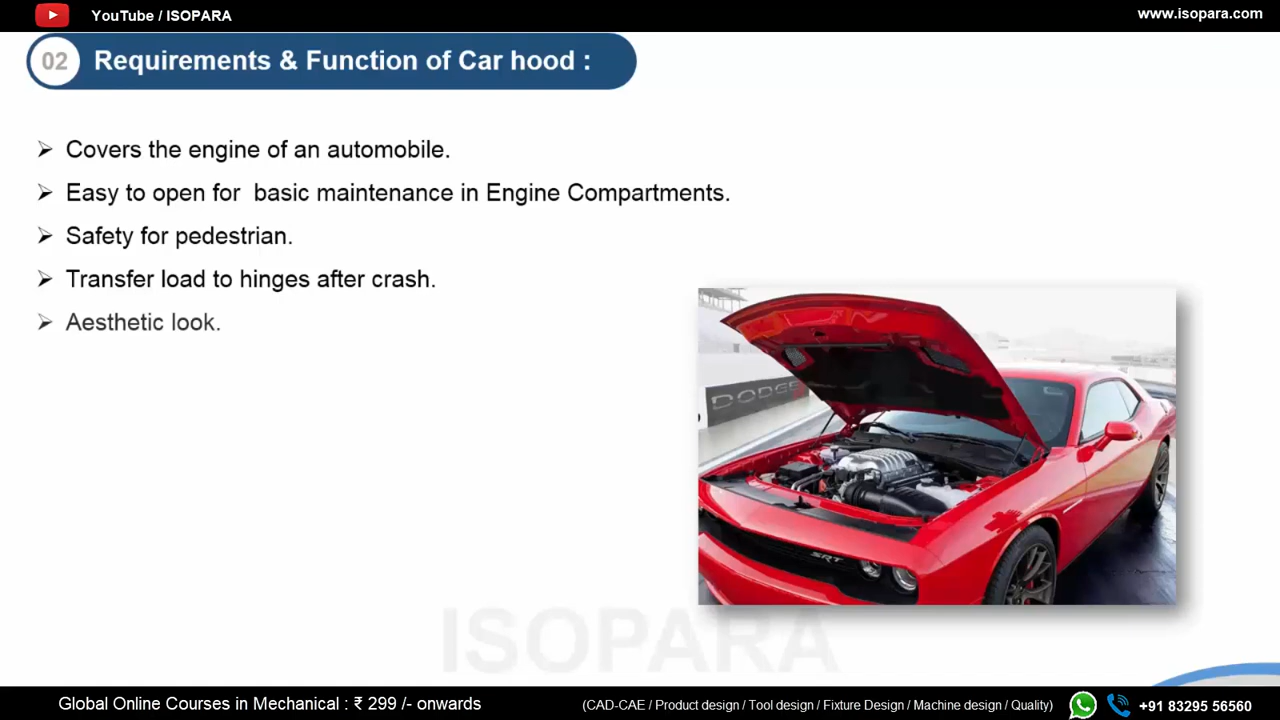 YouTube / ISOPARA
www.isopara.com
02 Requirements & Function of Car hood :
Covers the engine of an automobile.
Easy to open for basic maintenance in Engine Compartments.
Safety for pedestrian.
Transfer load to hinges after crash.
Aesthetic look.
DODGE
SRT
ISOPARA
Global Online Courses in Mechanical : ₹ 299 /- onwards
(CAD-CAE / Product design / Tool design / Fixture Design / Machine design / Quality)
+91 83295 56560